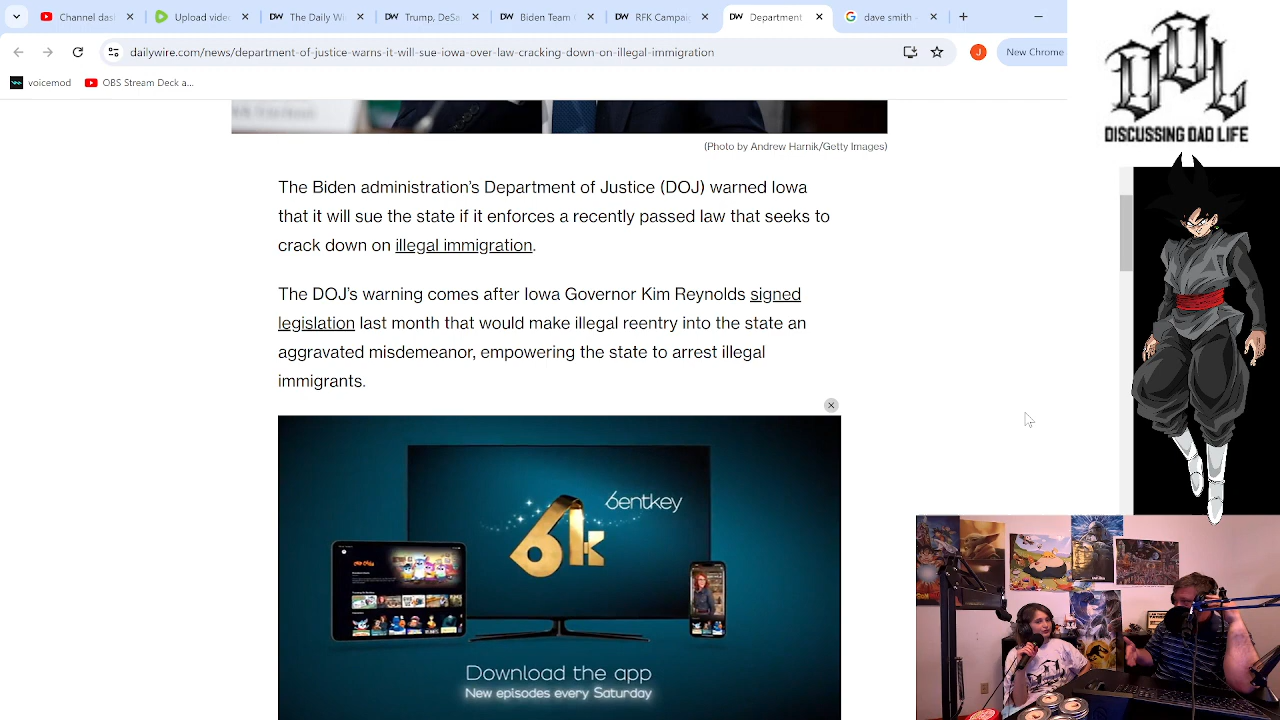 Upload vide
The Daily Wi
Trump, DeSa
Biden Team
RFK Campai
Department
dave smith -
dailywire.com/news/department-of-justice-warns-it-will-sue-iowa-over-law-cracking-down-on-illegal-immigration
J
New Chrome
voicemod
OBS Stream Deck a...
DDL
DISCUSSING DAD LIFE
(Photo by Andrew Harnik/Getty Images)
The Biden administration's Department of Justice (DOJ) warned Iowa
that it will sue the state if it enforces a recently passed law that seeks to
crack down on illegal immigration.
The DOJ's warning comes after Iowa Governor Kim Reynolds signed
legislation last month that would make illegal reentry into the state an
aggravated misdemeanor, empowering the state to arrest illegal
immigrants.
6entkey
6k
Download the app
New episodes every Saturday